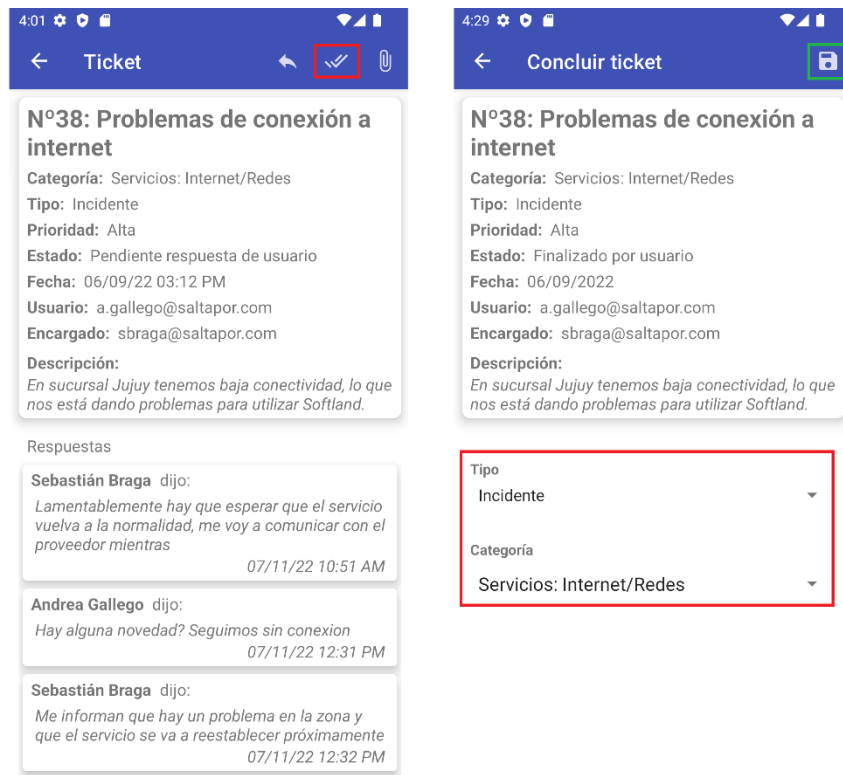 4:01
Ticket
Nº38: Problemas de conexión a
internet
Categoría: Servicios: Internet/Redes
Tipo: Incidente
Prioridad: Alta
Estado: Pendiente respuesta de usuario
Fecha: 06/09/22 03:12 PM
Usuario: a.gallego@saltapor.com
Encargado: sbraga@saltapor.com
Descripción:
En sucursal Jujuy tenemos baja conectividad, lo que
nos está dando problemas para utilizar Softland.
Respuestas
Sebastián Braga dijo:
Lamentablemente hay que esperar que el servicio
vuelva a la normalidad, me voy a comunicar con el
proveedor mientras
07/11/22 10:51 AM
Andrea Gallego dijo:
Hay alguna novedad? Seguimos sin conexion
07/11/22 12:31 PM
Sebastián Braga dijo:
Me informan que hay un problema en la zona y
que el servicio se va a reestablecer próximamente
07/11/22 12:32 PM
4:29
Concluir ticket
Nº38: Problemas de conexión a
internet
Categoría: Servicios: Internet/Redes
Tipo: Incidente
Prioridad: Alta
Estado: Finalizado por usuario
Fecha: 06/09/2022
Usuario: a.gallego@saltapor.com
Encargado: sbraga@saltapor.com
Descripción:
En sucursal Jujuy tenemos baja conectividad, lo que
nos está dando problemas para utilizar Softland.
Tipo
Incidente
Categoría
Servicios: Internet/Redes